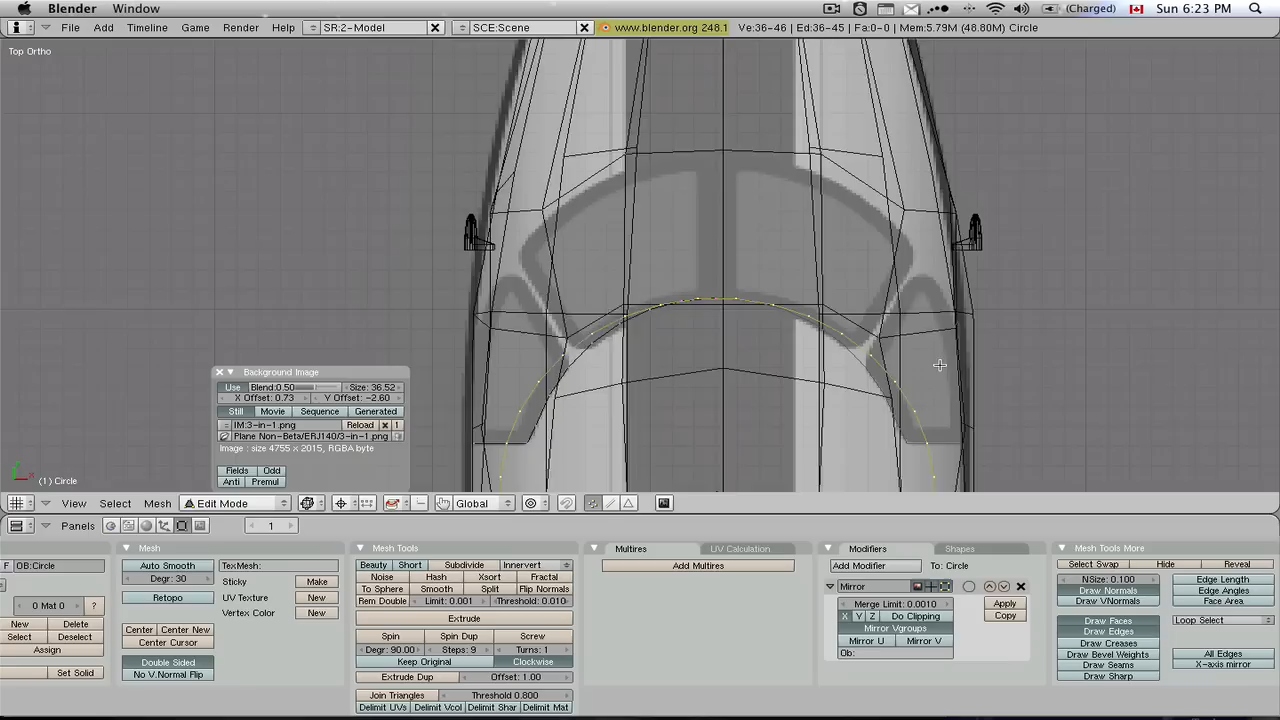 Blender Window (Charged) Sun 6:23 PM
File Add Timeline Game Render Help SR:2-Model SCE:Scene www.blender.org 248.1 Ve:36-46 | Ed:36-45 | Fa:0-0 | Mem:5.79M (48.80M) Circle
Top Ortho
Background Image
Use Blend:0.50 Size: 36.52
X Offset: 0.73 Y Offset: -2.60
Still Movie Sequence Generated
IM:3-in-1.png Reload 1
Plane Non-Beta/ERJ140/3-in-1.png
Image : size 4755 x 2015, RGBA byte
Fields Odd
Anti Premul
(1) Circle
View Select Mesh Edit Mode Global
Panels 1
Mesh Mesh Tools Multires UV Calculation Modifiers Shapes Mesh Tools More
F OB:Circle Auto Smooth TexMesh: Beauty Short Subdivide Innervert Add Multires Add Modifier To: Circle Select Swap Hide Reveal
Degr: 30 Sticky Make Noise Hash Xsort Fractal Mirror NSize: 0.100 Edge Length
To Sphere Smooth Split Flip Normals Draw Normals Edge Angles
Retopo UV Texture New Rem Double Limit: 0.001 Threshold: 0.010 Merge Limit: 0.0010 Apply Draw VNormals Face Area
0 Mat 0 ? Vertex Color New Extrude X Y Z Do Clipping Copy Draw Faces Loop Select
New Delete Center Center New Spin Spin Dup Screw Mirror Vgroups Draw Edges
Select Deselect Center Cursor Degr: 90.00 Steps: 9 Turns: 1 Mirror U Mirror V Draw Creases All Edges
Assign Double Sided Keep Original Clockwise Ob: Draw Bevel Weights X-axis mirror
Set Solid No V.Normal Flip Extrude Dup Offset: 1.00 Draw Seams
Join Triangles Threshold 0.800 Draw Sharp
Delimit UVs Delimit Vcol Delimit Shar Delimit Mat